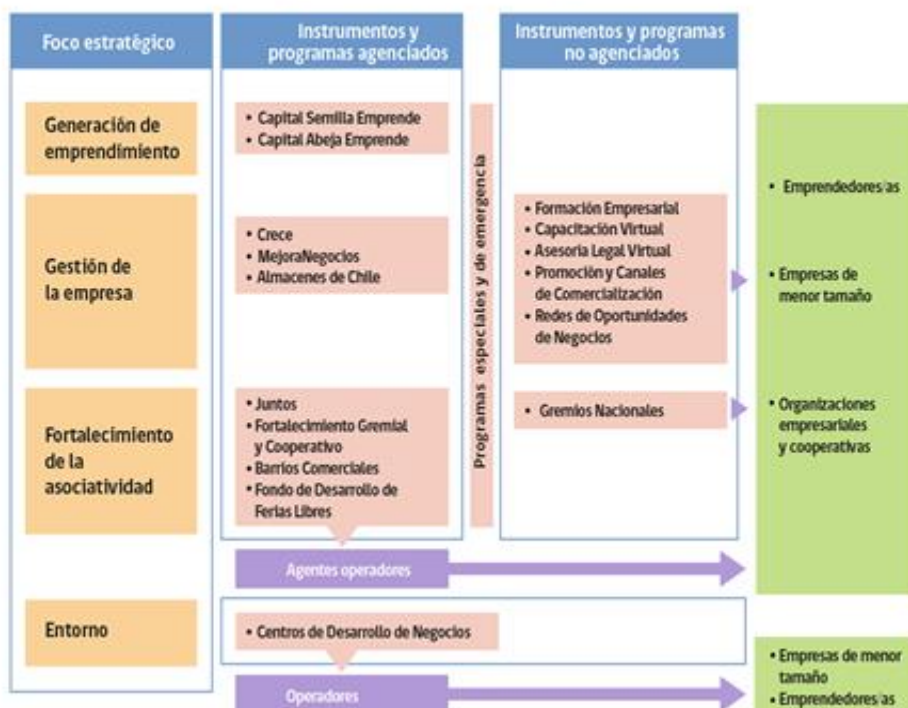 Foco estratégico
Instrumentos y
programas agenciados
Instrumentos y programas
no agenciados
Generación de
emprendimiento
• Capital Semilla Emprende
• Capital Abeja Emprende
Gestión de
la empresa
• Crece
• MejoraNegocios
• Almacenes de Chile
Fortalecimiento
de la
asociatividad
• Juntos
• Fortalecimiento Gremial
y Cooperativo
• Barrios Comerciales
• Fondo de Desarrollo de
Ferias Libres
Programas especiales y de emergencia
• Formación Empresarial
• Capacitación Virtual
• Asesoría Legal Virtual
• Promoción y Canales
de Comercialización
• Redes de Oportunidades
de Negocios
• Gremios Nacionales
• Emprendedores/as
• Empresas de
menor tamaño
• Organizaciones
empresariales
y cooperativas
Agentes operadores
Entorno
• Centros de Desarrollo de Negocios
Operadores
• Empresas de menor
tamaño
• Emprendedores/as